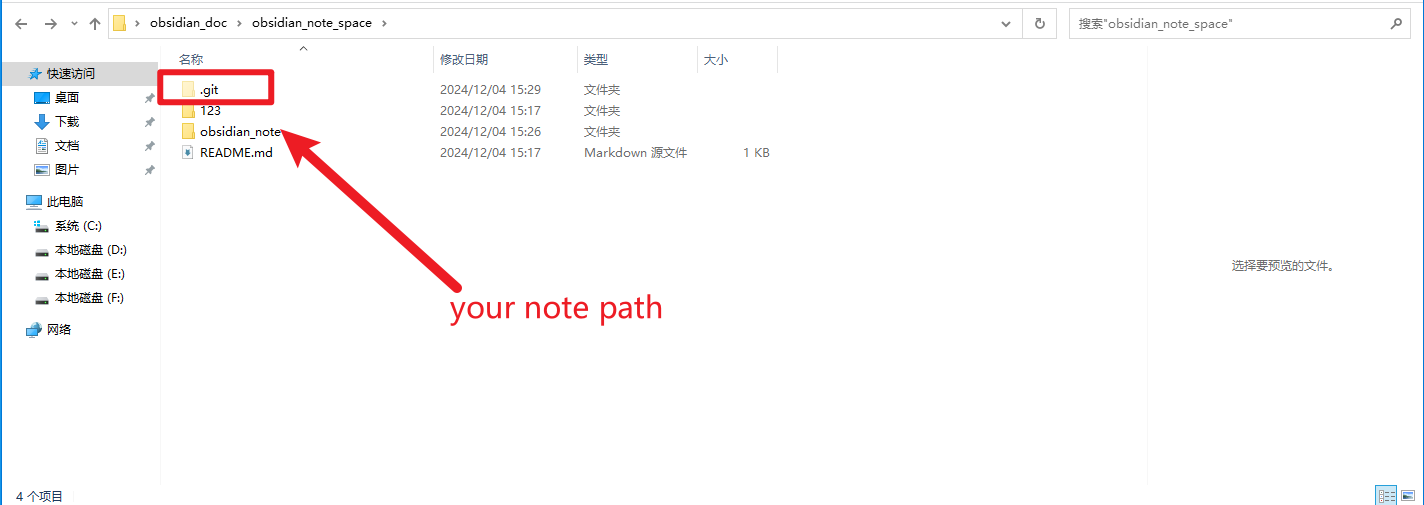 obsidian_doc › obsidian_note_space ›
搜索"obsidian_note_space"
名称 修改日期 类型 大小
快速访问
桌面
下载
文档
图片
此电脑
系统 (C:)
本地磁盘 (D:)
本地磁盘 (E:)
本地磁盘 (F:)
网络
.git 2024/12/04 15:29 文件夹
123 2024/12/04 15:17 文件夹
obsidian_note 2024/12/04 15:26 文件夹
README.md 2024/12/04 15:17 Markdown 源文件 1 KB
your note path
选择要预览的文件。
4 个项目